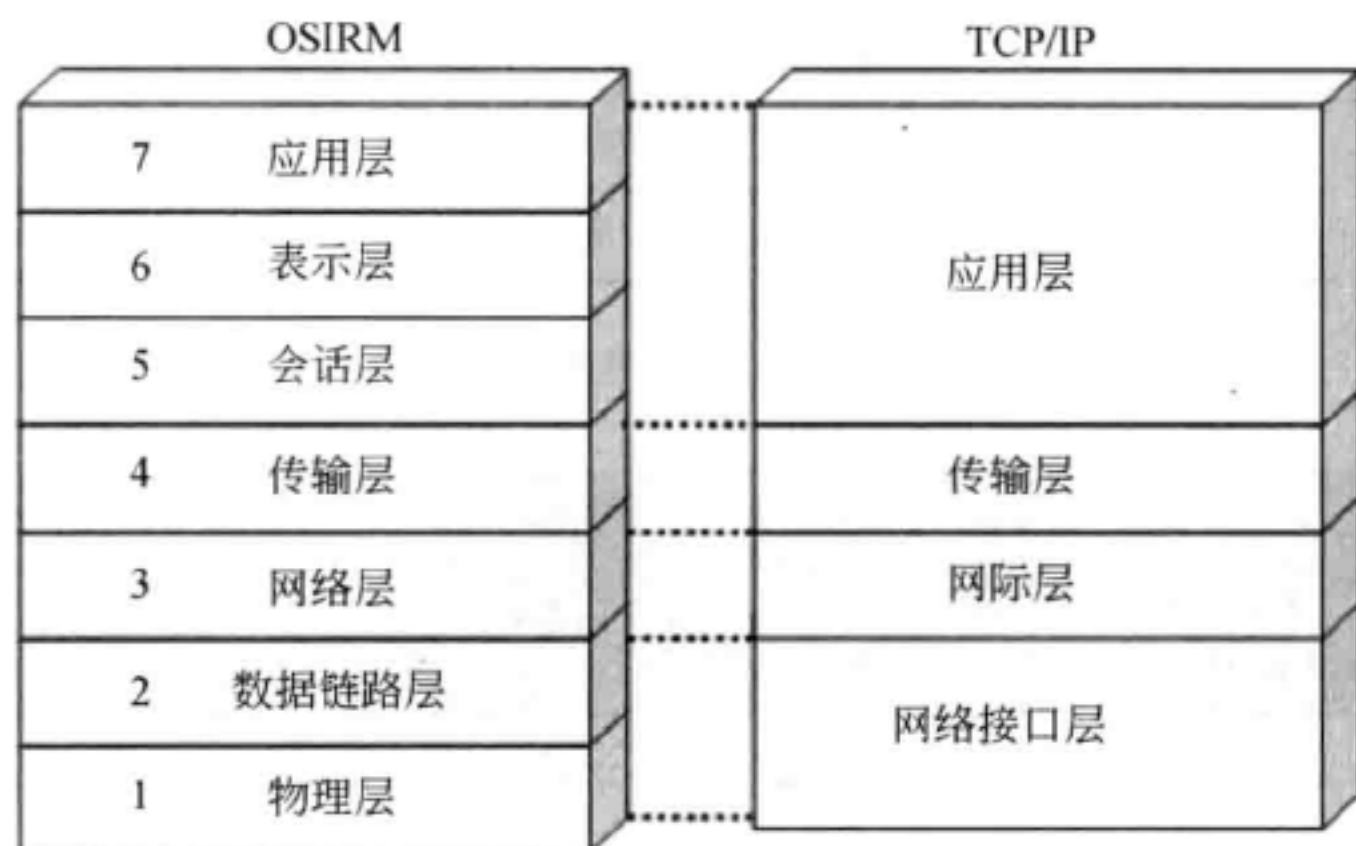 OSIRM
7 应用层
6 表示层
5 会话层
4 传输层
3 网络层
2 数据链路层
1 物理层
TCP/IP
应用层
传输层
网际层
网络接口层